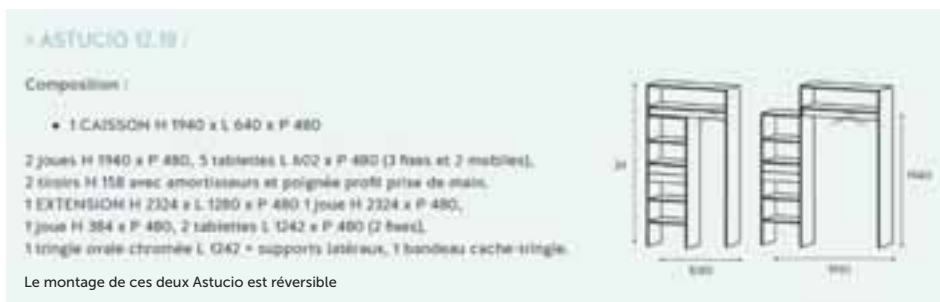 > ASTUCIO 12.19 :
Composition :
• 1 CAISSON H 1940 x L 640 x P 480
2 joues H 1940 x P 480, 5 tablettes L 602 x P 480 (3 fixes et 2 mobiles),
2 tiroirs H 158 avec amortisseurs et poignée profil prise de main.
1 EXTENSION H 2324 x L 1280 x P 480 1 joue H 2324 x P 480,
1 joue H 384 x P 480, 2 tablettes L 1242 x P 480 (2 fixes),
1 tringle ovale chromée L 1242 + supports latéraux, 1 bandeau cache-tringle.
Le montage de ces deux Astucio est réversible